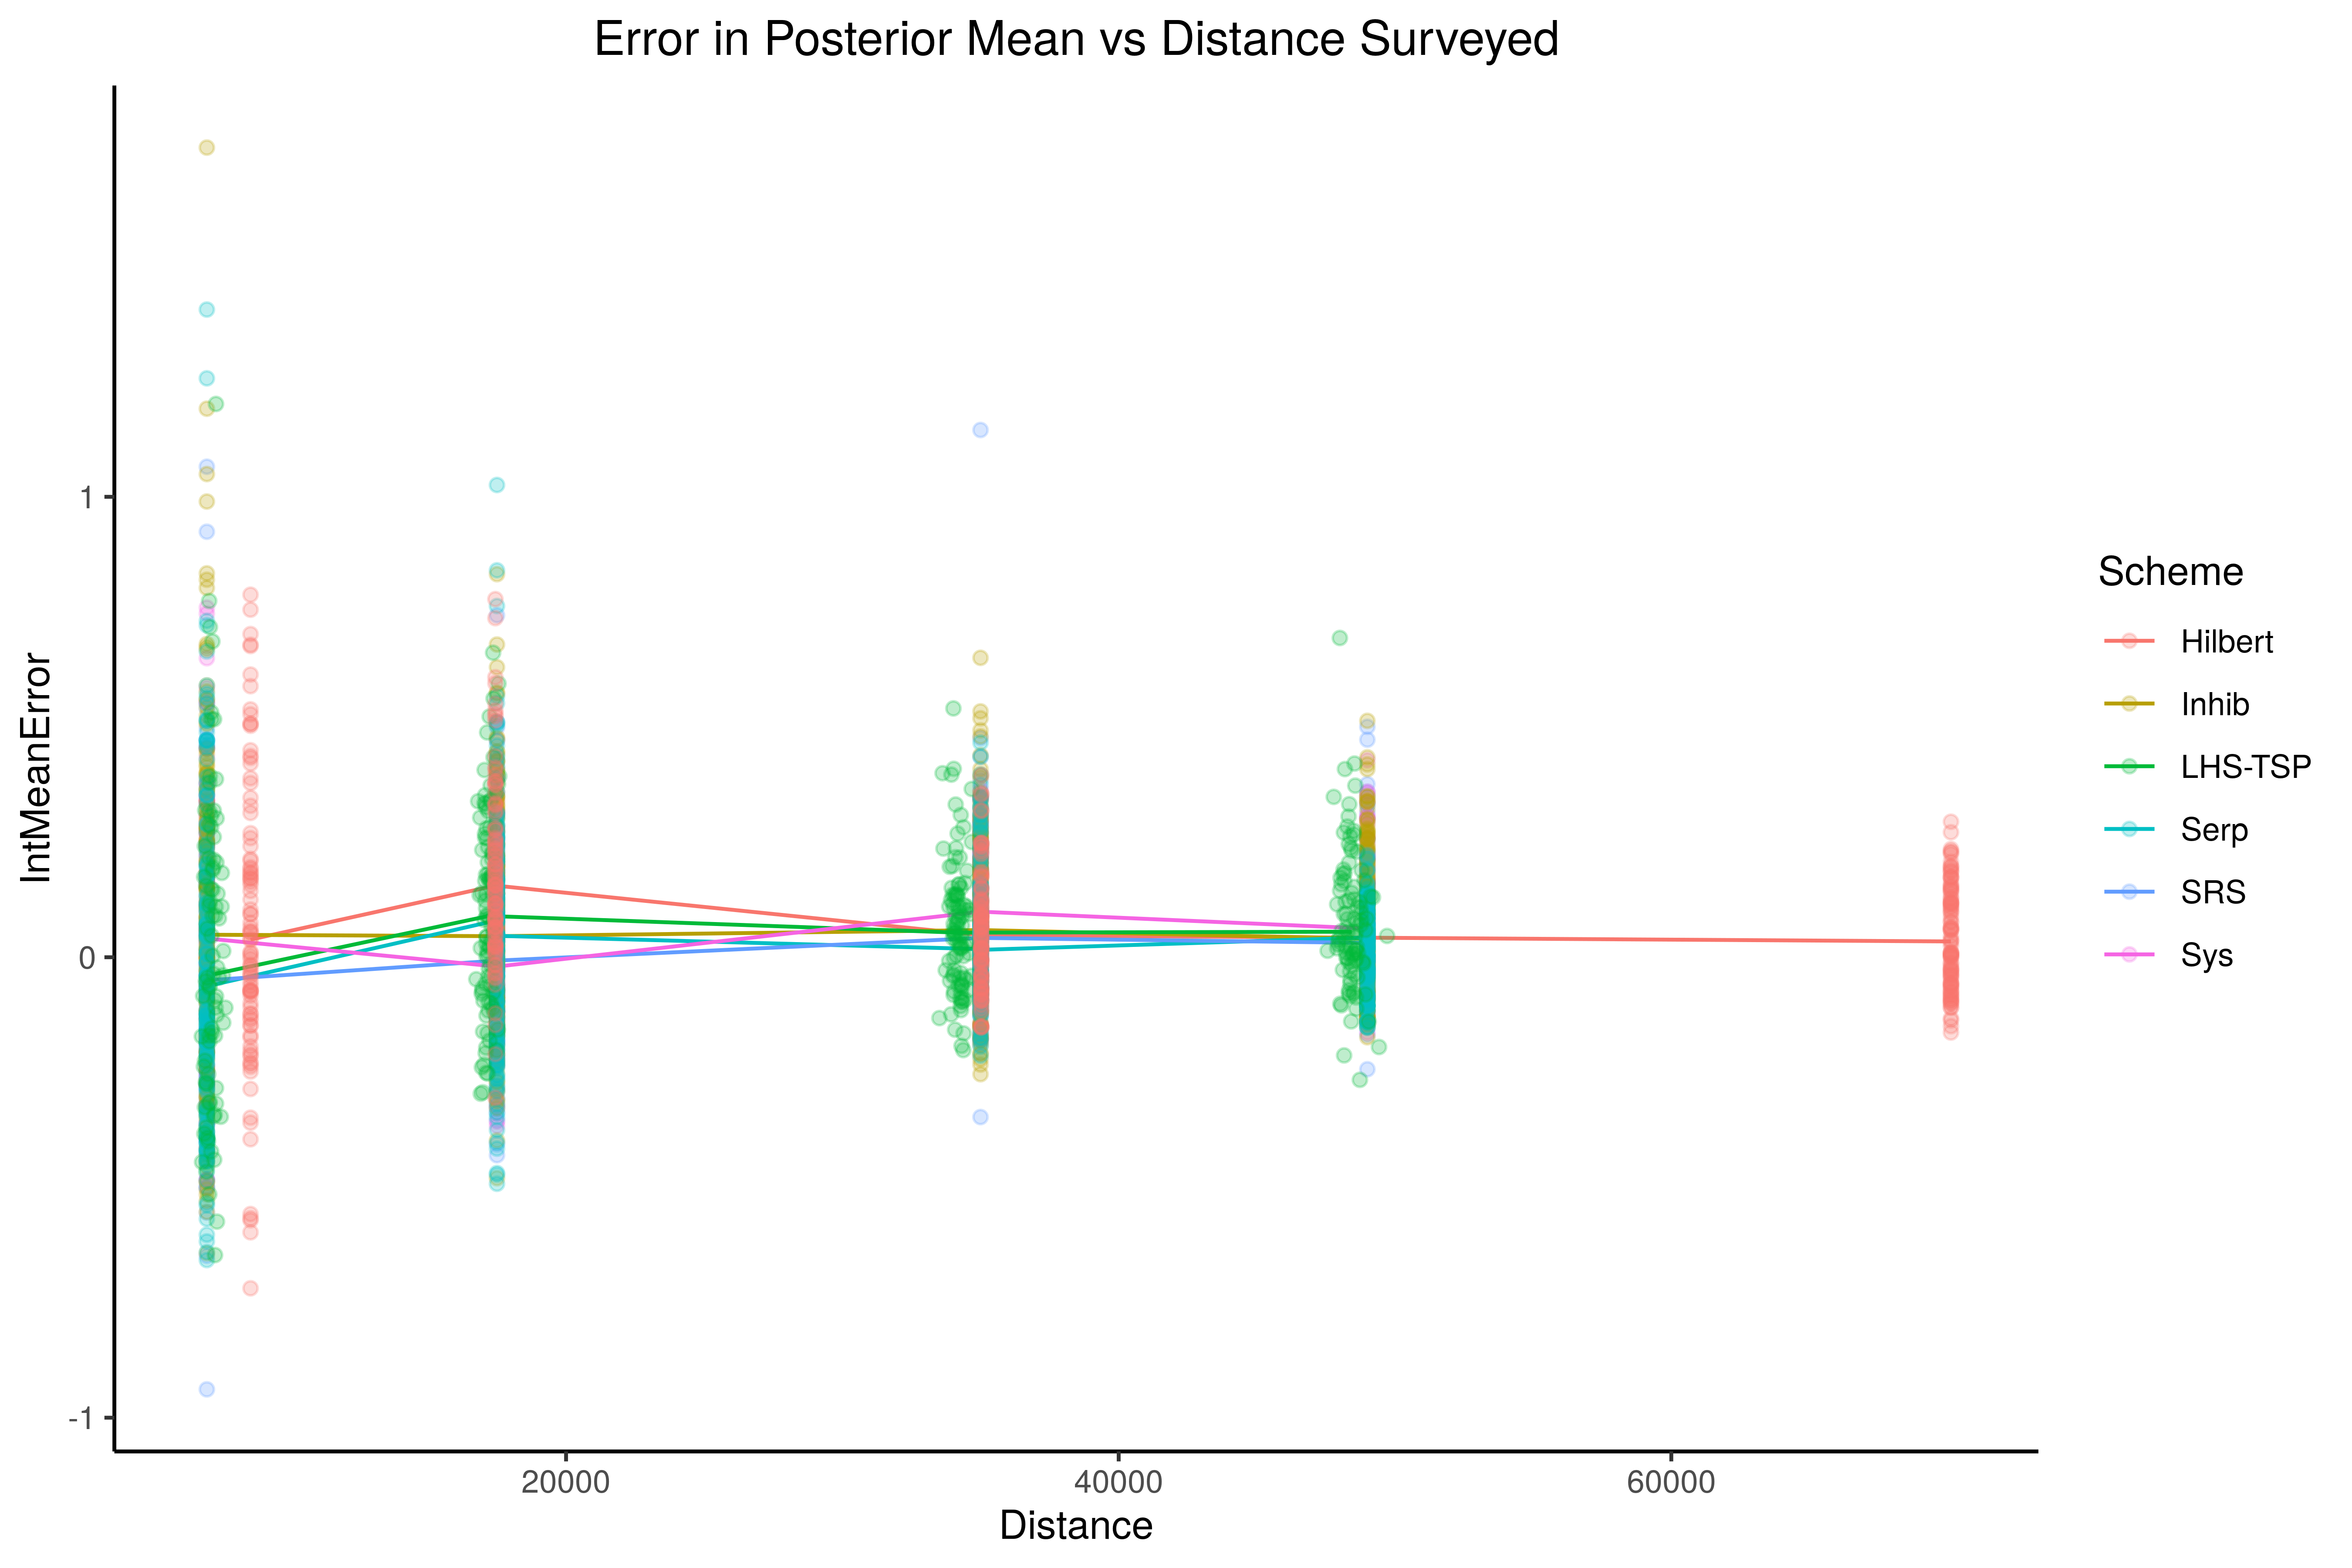 Error in Posterior Mean vs Distance Surveyed
IntMeanError
1
0
-1
20000
40000
60000
Distance
Scheme
Hilbert
Inhib
LHS-TSP
Serp
SRS
Sys